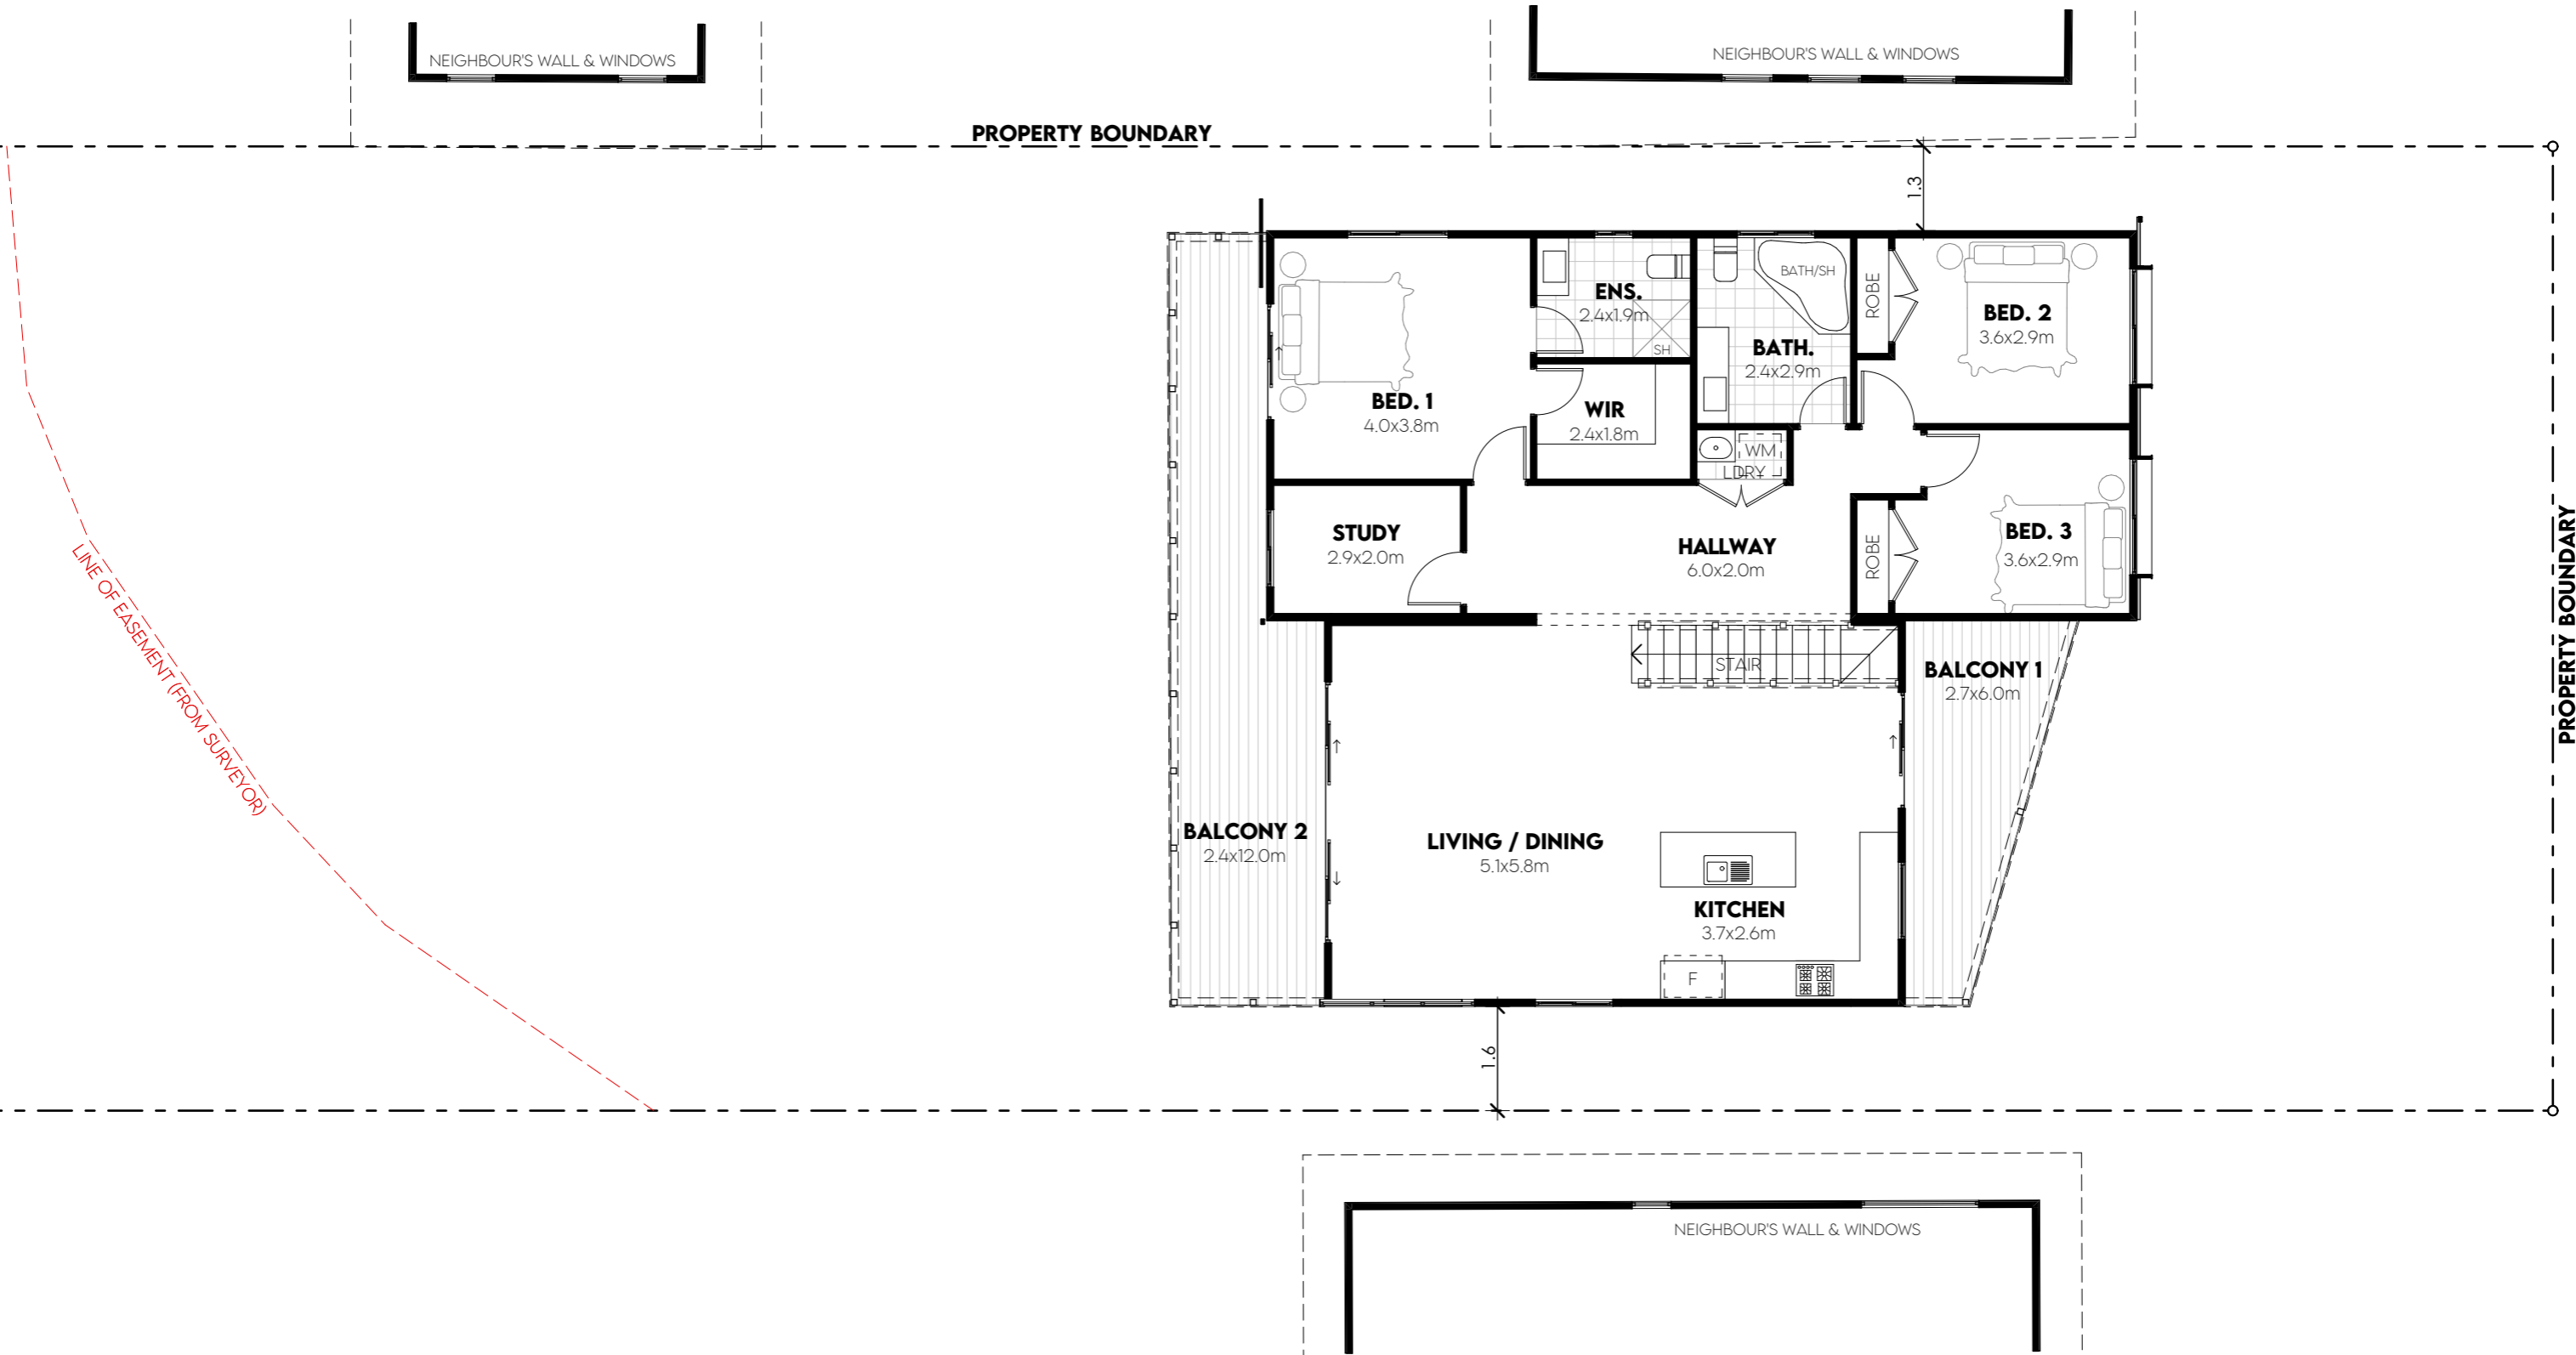 NEIGHBOUR'S WALL & WINDOWS
NEIGHBOUR'S WALL & WINDOWS
PROPERTY BOUNDARY
1.3
BATH/SH
ROBE
ENS.
2.4x1.9m
SH
BED. 2
3.6x2.9m
BATH.
2.4x2.9m
BED. 1
4.0x3.8m
WIR
2.4x1.8m
WM
LDRY
STUDY
2.9x2.0m
HALLWAY
6.0x2.0m
ROBE
BED. 3
3.6x2.9m
PROPERTY BOUNDARY
LINE OF EASEMENT (FROM SURVEYOR)
STAIR
BALCONY 1
2.7x6.0m
BALCONY 2
2.4x12.0m
LIVING / DINING
5.1x5.8m
KITCHEN
3.7x2.6m
F
1.6
NEIGHBOUR'S WALL & WINDOWS